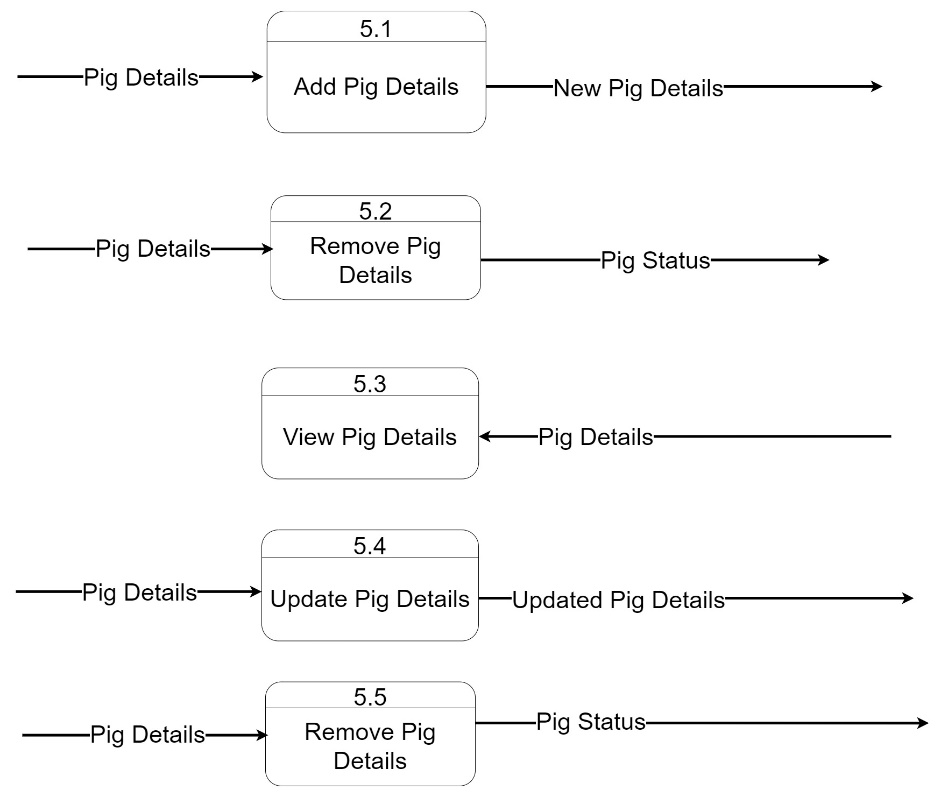 5.1
Pig Details
Add Pig Details
New Pig Details
5.2
Pig Details
Remove Pig
Details
Pig Status
5.3
View Pig Details
Pig Details
5.4
Pig Details
Update Pig Details
Updated Pig Details
5.5
Pig Details
Remove Pig
Details
Pig Status